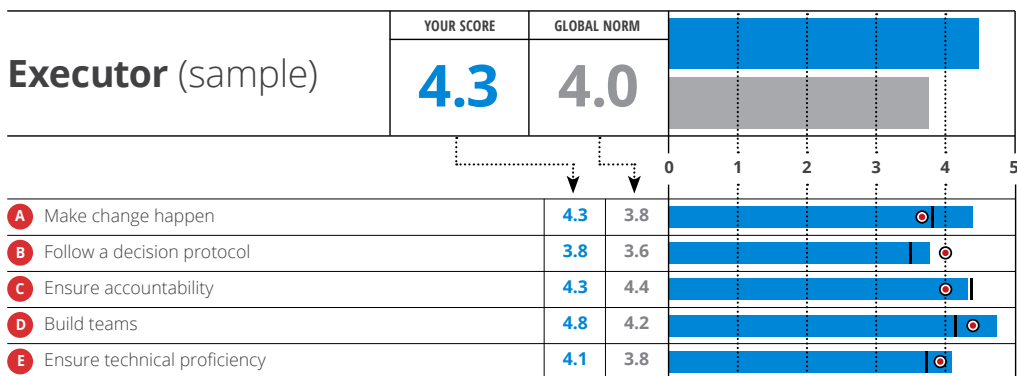 YOUR SCORE GLOBAL NORM
Executor (sample) 4.3 4.0
0 1 2 3 4 5
A Make change happen 4.3 3.8
B Follow a decision protocol 3.8 3.6
C Ensure accountability 4.3 4.4
D Build teams 4.8 4.2
E Ensure technical proficiency 4.1 3.8